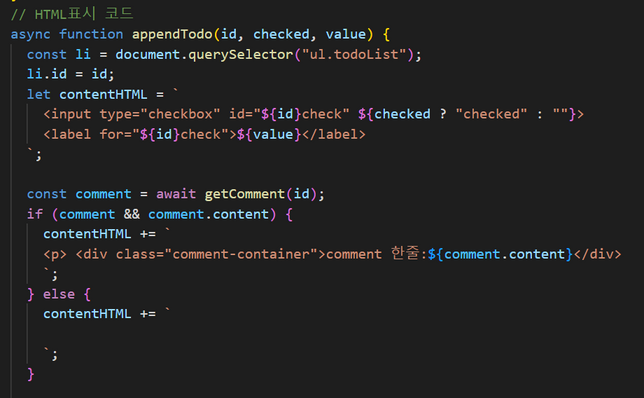 // HTML표시 코드
async function appendTodo(id, checked, value) {
const li = document.querySelector("ul.todoList");
li.id = id;
let contentHTML = `
<input type="checkbox" id="${id}check" ${checked ? "checked" : ""}>
<label for="${id}check">${value}</label>
`;
const comment = await getComment(id);
if (comment && comment.content) {
contentHTML += `
<p> <div class="comment-container">comment 한줄:${comment.content}</div>
`;
} else {
contentHTML += `
`;
}